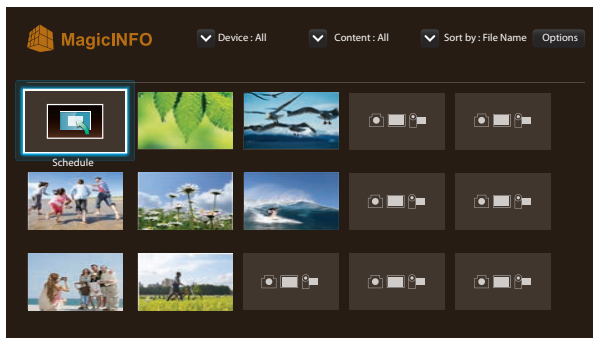 MagicINFO
Device : All
Content : All
Sort by : File Name
Options
Schedule